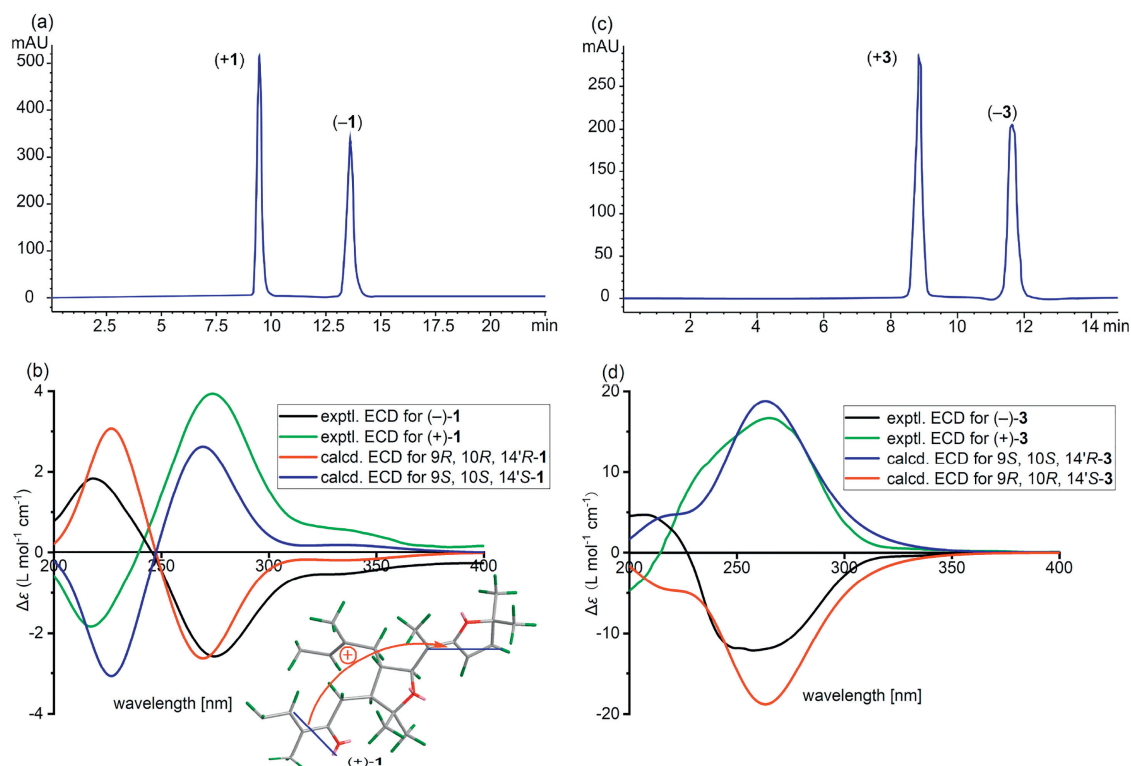 (a)
mAU
(+1)
(–1)
500
400
300
200
100
0
2.5
5
7.5
10
12.5
15
17.5
20
min
(c)
mAU
(+3)
(–3)
250
200
150
100
50
0
2
4
6
8
10
12
14 min
(b)
4
2
0
-2
-4
Δε (L mol⁻¹ cm⁻¹)
exptl. ECD for (–)-1
exptl. ECD for (+)-1
calcd. ECD for 9R, 10R, 14'R-1
calcd. ECD for 9S, 10S, 14'S-1
200
250
300
350
400
wavelength [nm]
+
(+)-1
(d)
20
10
0
-10
-20
Δε (L mol⁻¹ cm⁻¹)
exptl. ECD for (–)-3
exptl. ECD for (+)-3
calcd. ECD for 9S, 10S, 14'R-3
calcd. ECD for 9R, 10R, 14'S-3
200
250
300
350
400
wavelength [nm]